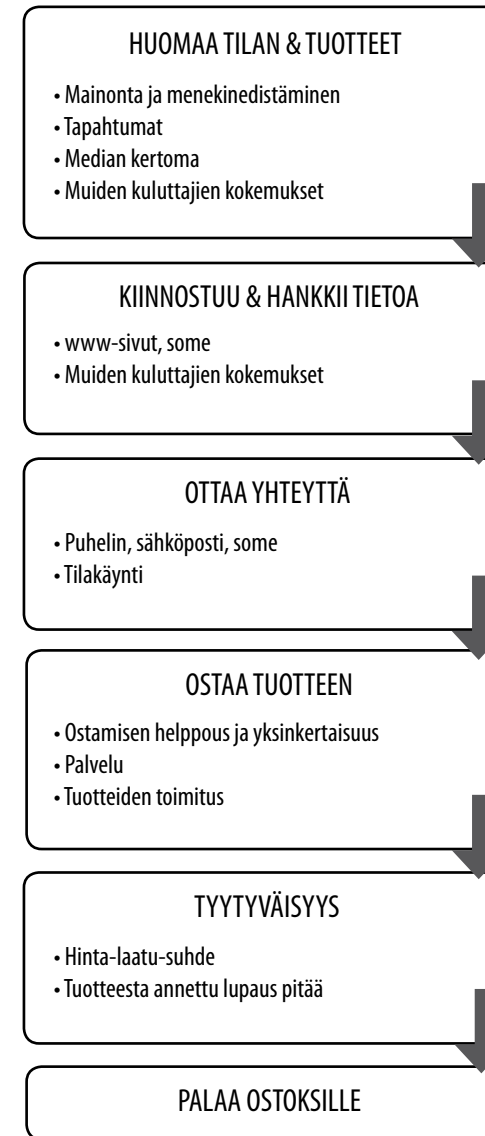 HUOMAA TILAN & TUOTTEET
• Mainonta ja menekinedistäminen
• Tapahtumat
• Median kertoma
• Muiden kuluttajien kokemukset
KIINNOSTUU & HANKKII TIETOA
• www-sivut, some
• Muiden kuluttajien kokemukset
OTTAA YHTEYTTÄ
• Puhelin, sähköposti, some
• Tilakäynti
OSTAA TUOTTEEN
• Ostamisen helppous ja yksinkertaisuus
• Palvelu
• Tuotteiden toimitus
TYYTYVÄISYYS
• Hinta-laatu-suhde
• Tuotteesta annettu lupaus pitää
PALAA OSTOKSILLE